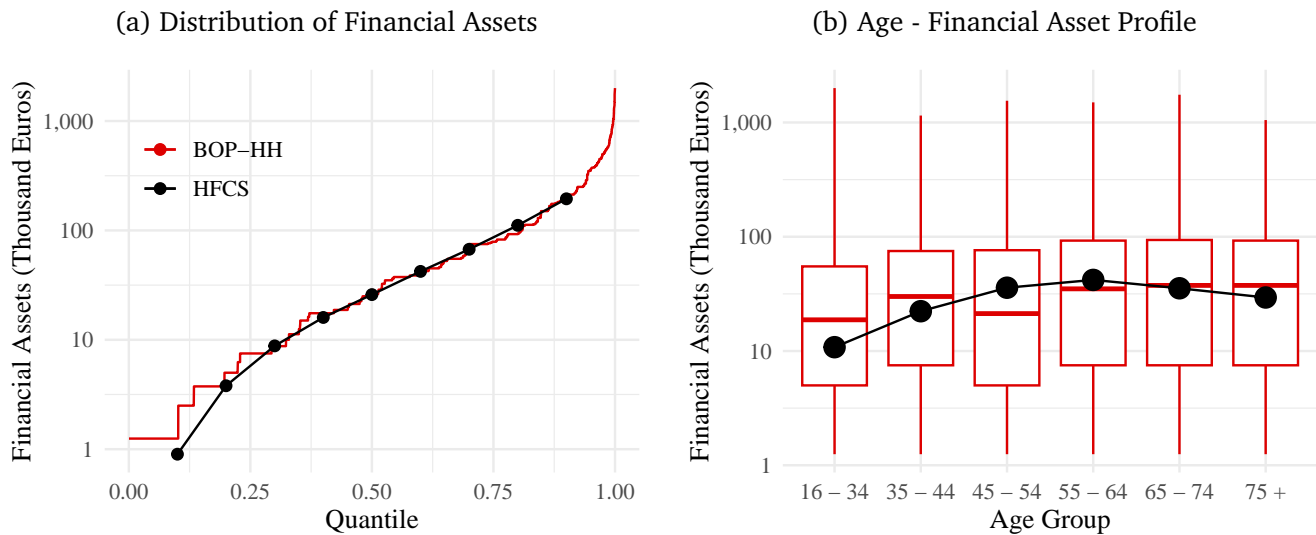 (a) Distribution of Financial Assets
Financial Assets (Thousand Euros)
1,000
100
10
1
BOP−HH
HFCS
0.00 0.25 0.50 0.75 1.00
Quantile
(b) Age - Financial Asset Profile
Financial Assets (Thousand Euros)
1,000
100
10
1
16 − 34 35 − 44 45 − 54 55 − 64 65 − 74 75 +
Age Group